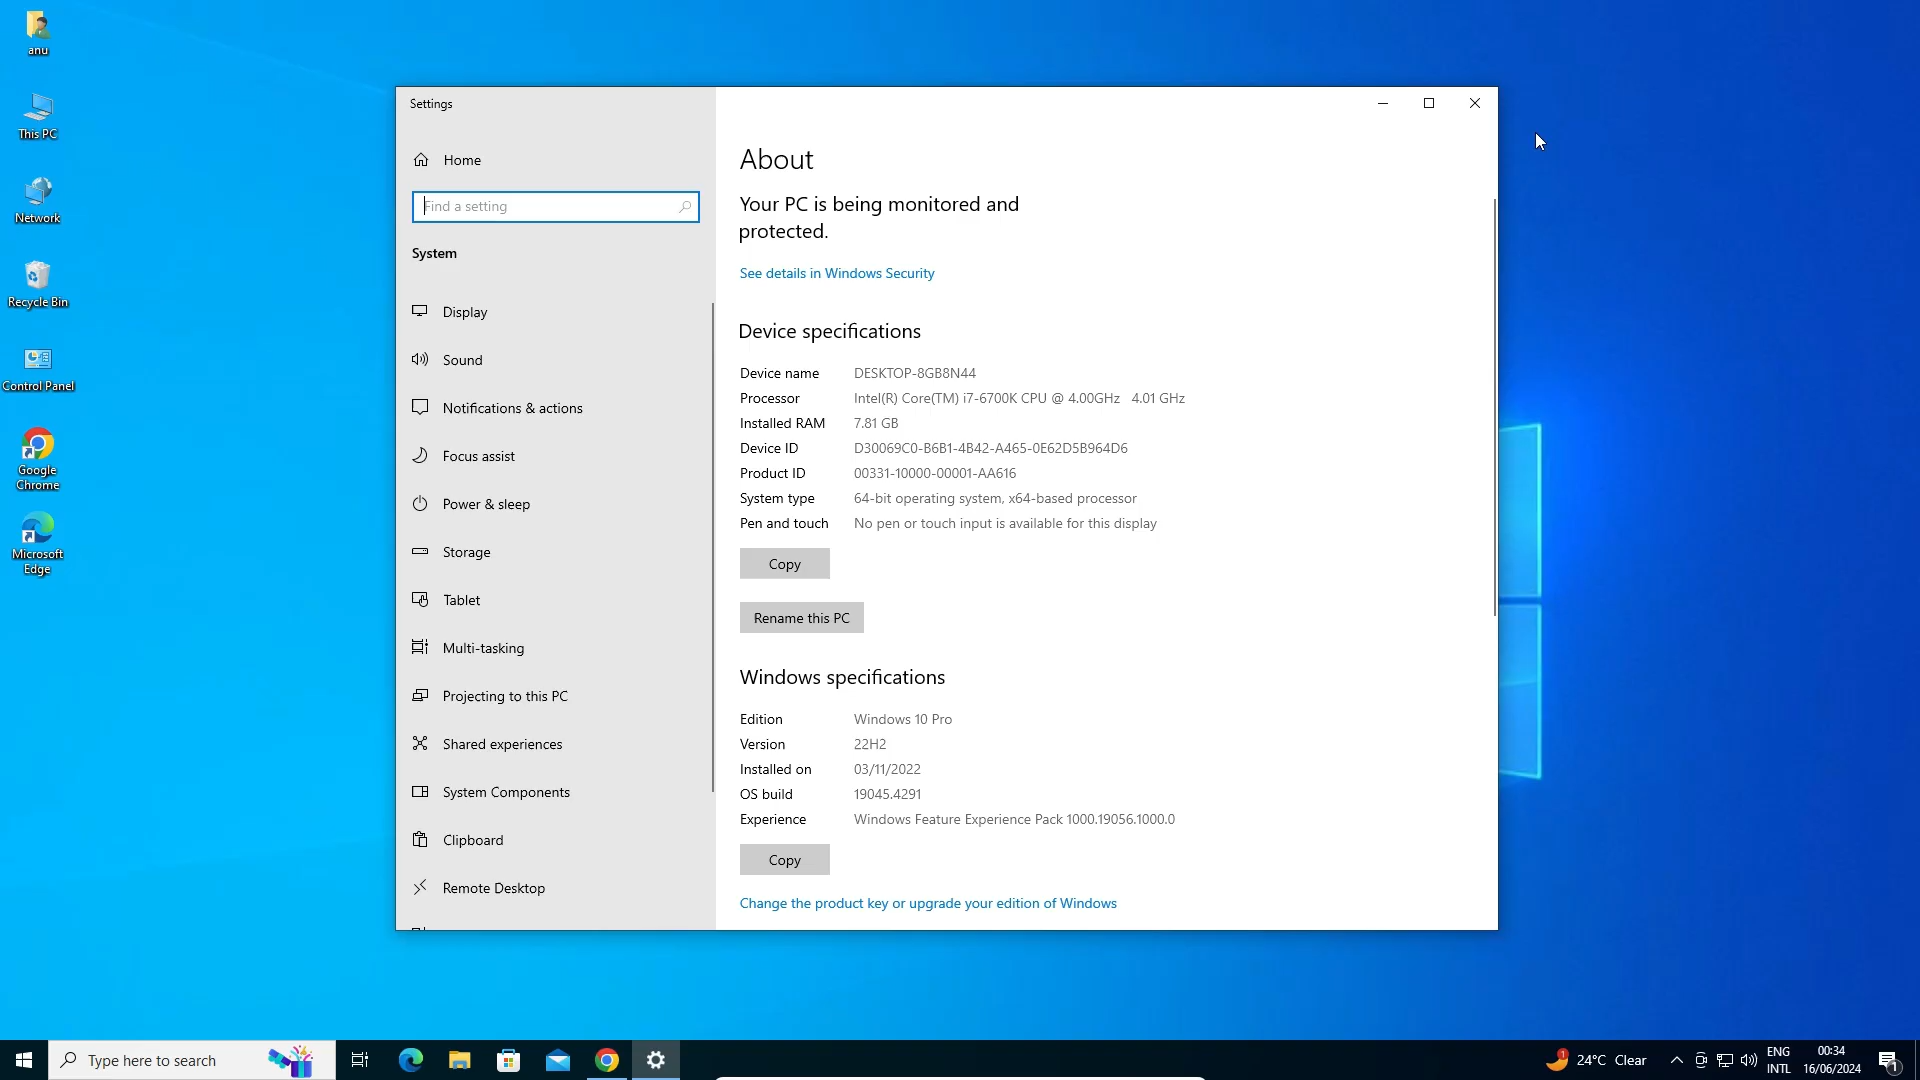 anu
This PC
Network
Recycle Bin
Control Panel
Google
Chrome
Microsoft
Edge
Settings
Home
Find a setting
System
Display
Sound
Notifications & actions
Focus assist
Power & sleep
Storage
Tablet
Multi-tasking
Projecting to this PC
Shared experiences
System Components
Clipboard
Remote Desktop
About
Your PC is being monitored and
protected.
See details in Windows Security
Device specifications
Device name DESKTOP-8GB8N44
Processor Intel(R) Core(TM) i7-6700K CPU @ 4.00GHz 4.01 GHz
Installed RAM 7.81 GB
Device ID D30069C0-B6B1-4B42-A465-0E62D5B964D6
Product ID 00331-10000-00001-AA616
System type 64-bit operating system, x64-based processor
Pen and touch No pen or touch input is available for this display
Copy
Rename this PC
Windows specifications
Edition Windows 10 Pro
Version 22H2
Installed on 03/11/2022
OS build 19045.4291
Experience Windows Feature Experience Pack 1000.19056.1000.0
Copy
Change the product key or upgrade your edition of Windows
Type here to search
1
24°C Clear
ENG
INTL
00:34
16/06/2024
1